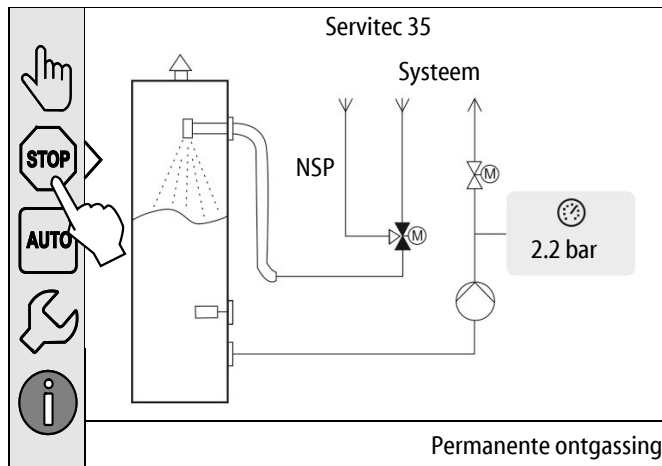 Servitec 35
Systeem
STOP
NSP
M
AUTO
M
2.2 bar
i
Permanente ontgassing